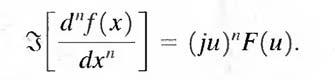 ℑ[dⁿf(x)/dxⁿ] = (ju)ⁿF(u).